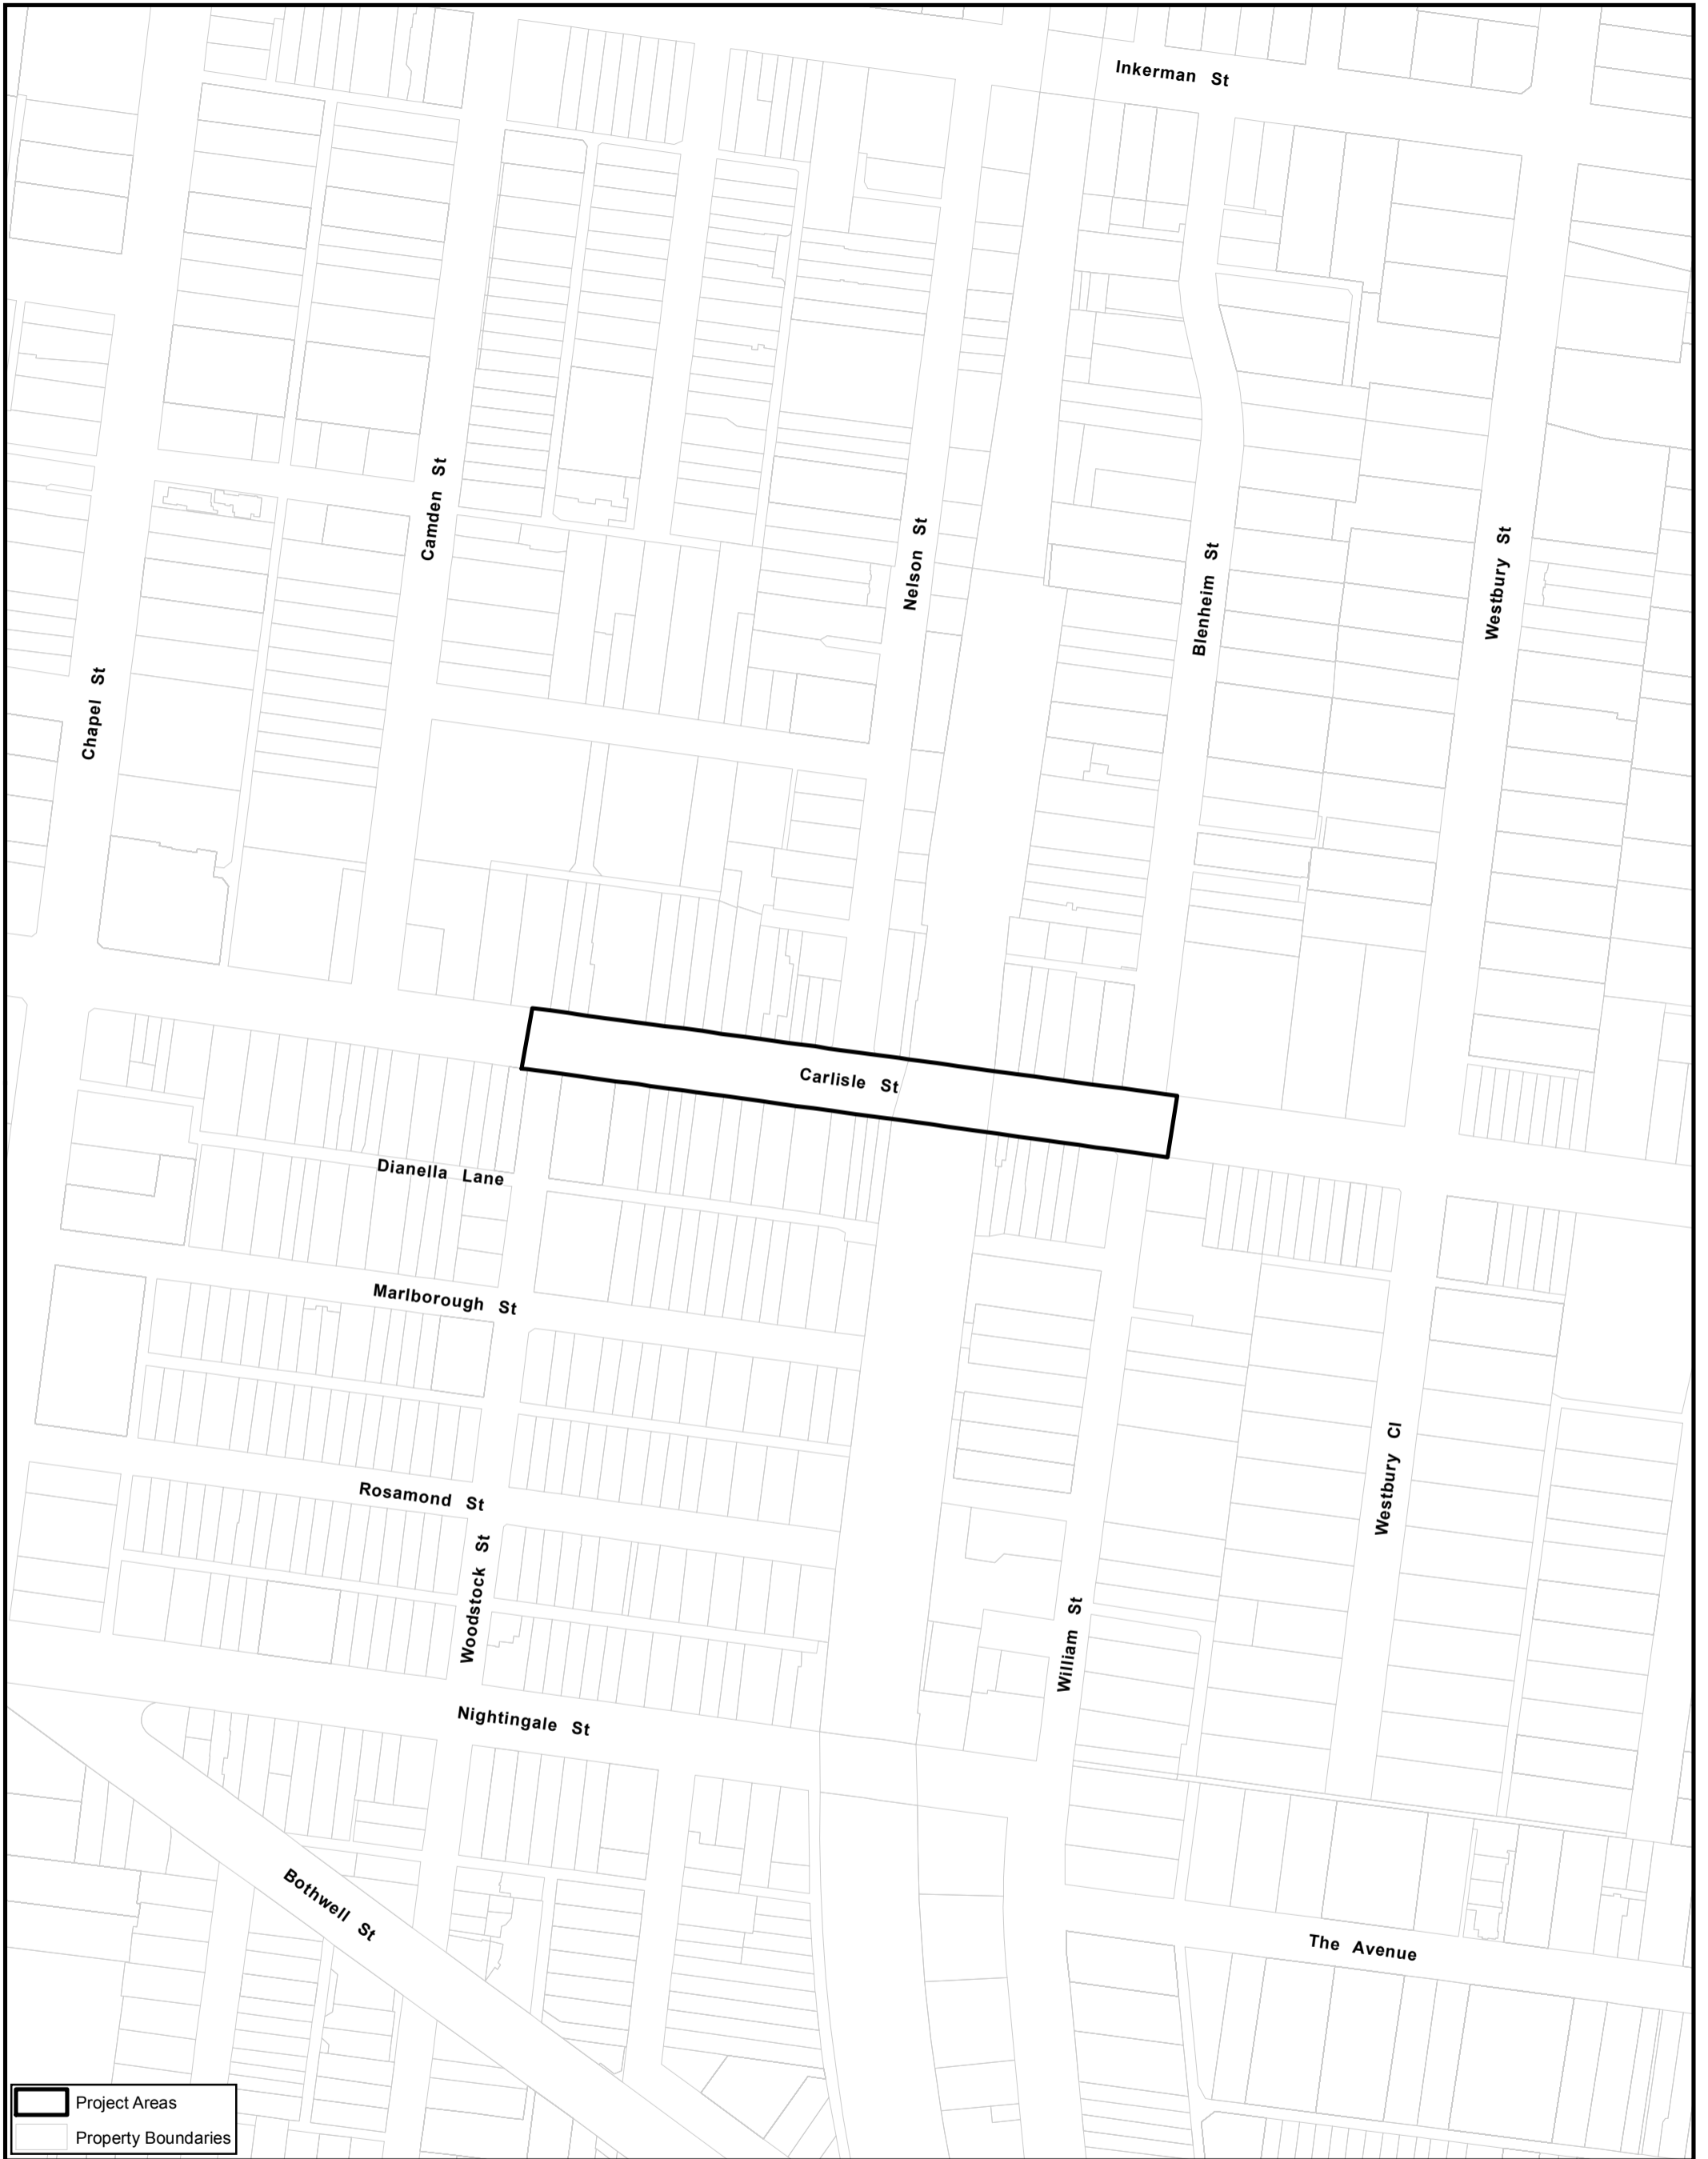 Inkerman St
Camden St
Nelson St
Blenheim St
Westbury St
Chapel St
Carlisle St
Dianella Lane
Marlborough St
Westbury Cl
Rosamond St
Woodstock St
William St
Nightingale St
Bothwell St
The Avenue
Project Areas
Property Boundaries